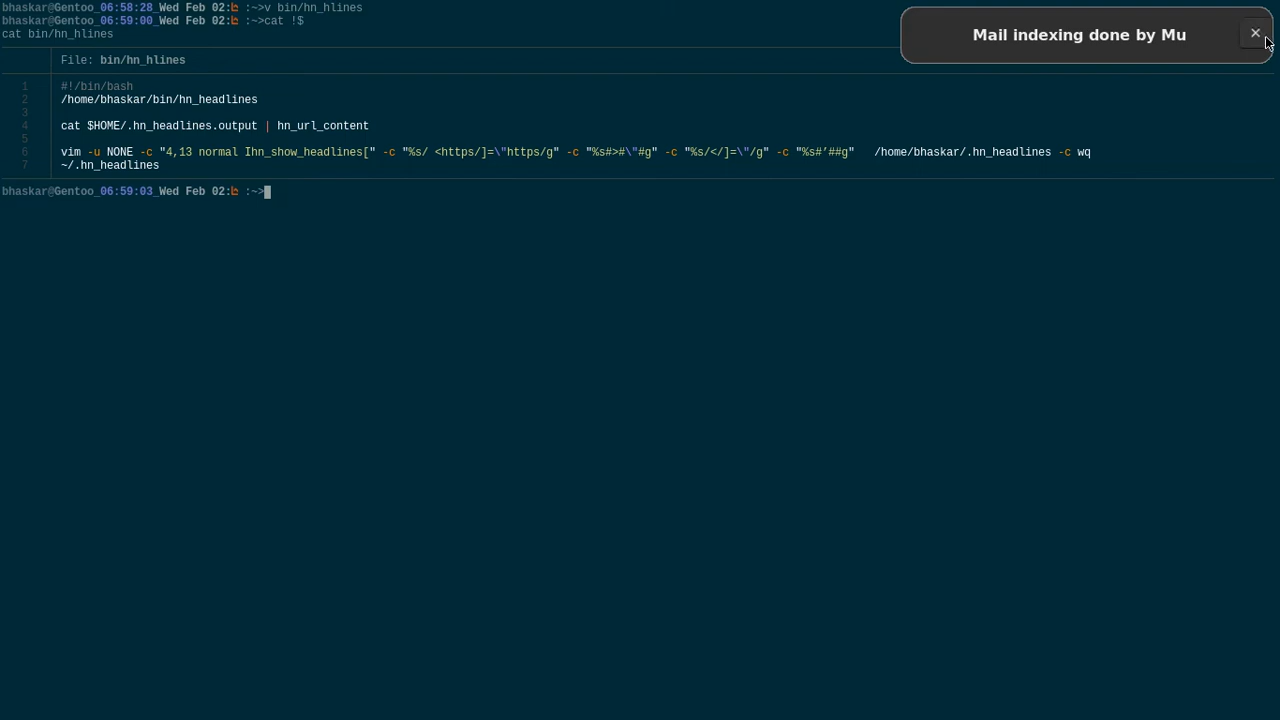 bhaskar@Gentoo_06:58:28_Wed Feb 02: :~>v bin/hn_hlines
bhaskar@Gentoo_06:59:00_Wed Feb 02: :~>cat !$
cat bin/hn_hlines
Mail indexing done by Mu ×
File: bin/hn_hlines
1 #!/bin/bash
2 /home/bhaskar/bin/hn_headlines
3
4 cat $HOME/.hn_headlines.output | hn_url_content
5
6 vim -u NONE -c "4,13 normal Ihn_show_headlines[" -c "%s/ <https/]=\"https/g" -c "%s#>#\"#g" -c "%s/</]=\"/g" -c "%s#’##g"   /home/bhaskar/.hn_headlines -c wq
7 ~/.hn_headlines
bhaskar@Gentoo_06:59:03_Wed Feb 02: :~>